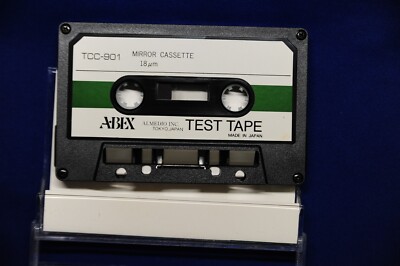 TCC-901 MIRROR CASSETTE
18μm
ABEX ALMEDIO INC. TEST TAPE
TOKYO,JAPAN
MADE IN JAPAN